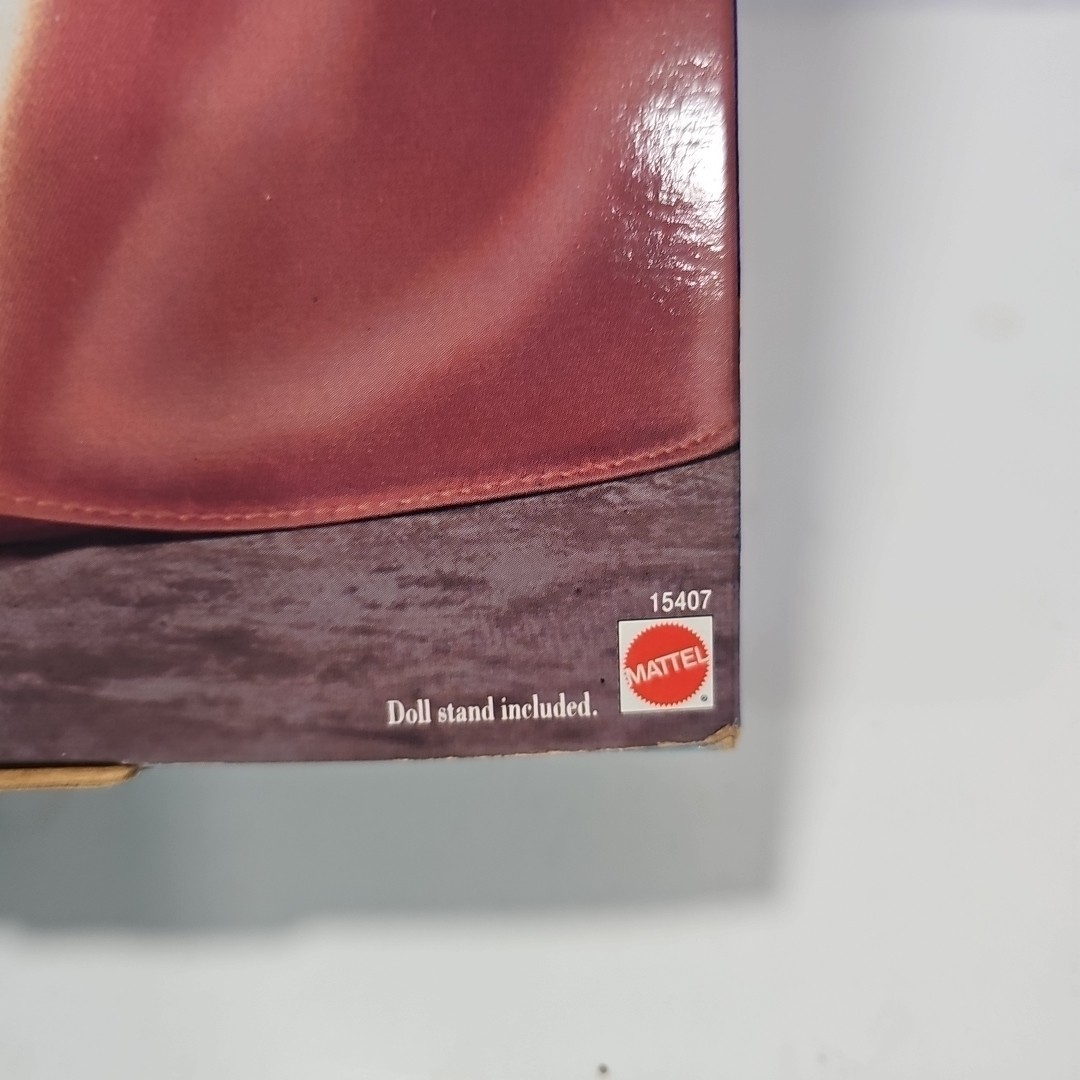 15407
MATTEL
®
Doll stand included.